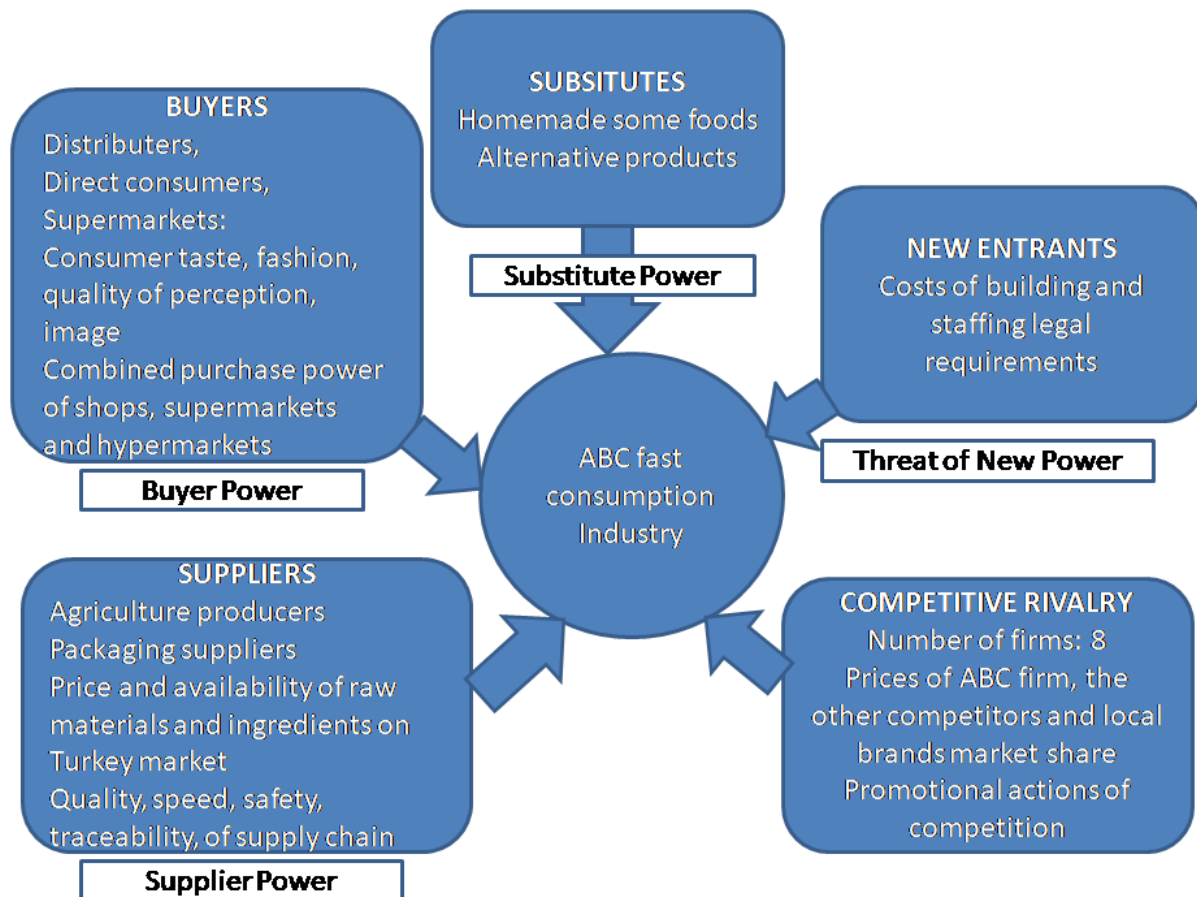 SUBSITUTES
Homemade some foods
Alternative products
Substitute Power
BUYERS
Distributers,
Direct consumers,
Supermarkets:
Consumer taste, fashion,
quality of perception,
image
Combined purchase power
of shops, supermarkets
and hypermarkets
Buyer Power
NEW ENTRANTS
Costs of building and
staffing legal
requirements
Threat of New Power
ABC fast
consumption
Industry
SUPPLIERS
Agriculture producers
Packaging suppliers
Price and availability of raw
materials and ingredients on
Turkey market
Quality, speed, safety,
traceability, of supply chain
Supplier Power
COMPETITIVE RIVALRY
Number of firms: 8
Prices of ABC firm, the
other competitors and local
brands market share
Promotional actions of
competition